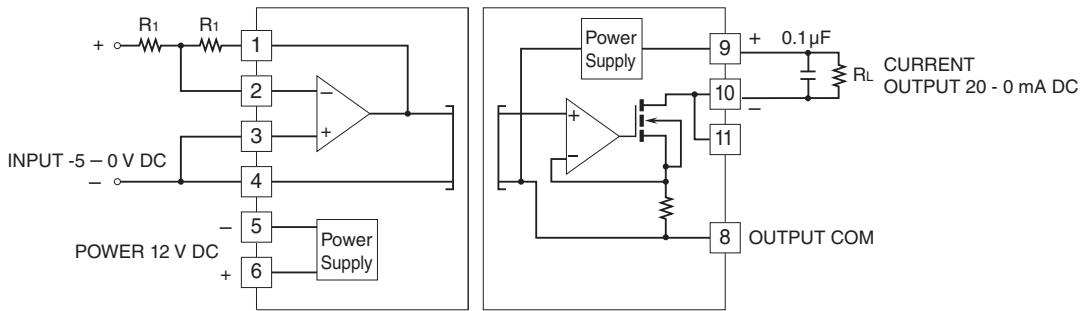 R1 R1
+
1
2
−
3
+
INPUT -5 – 0 V DC
−
4
−
5
POWER 12 V DC
+
6
Power
Supply
Power
Supply
9
+
0.1μF
RL
CURRENT
OUTPUT 20 - 0 mA DC
10
−
11
+
−
8
OUTPUT COM